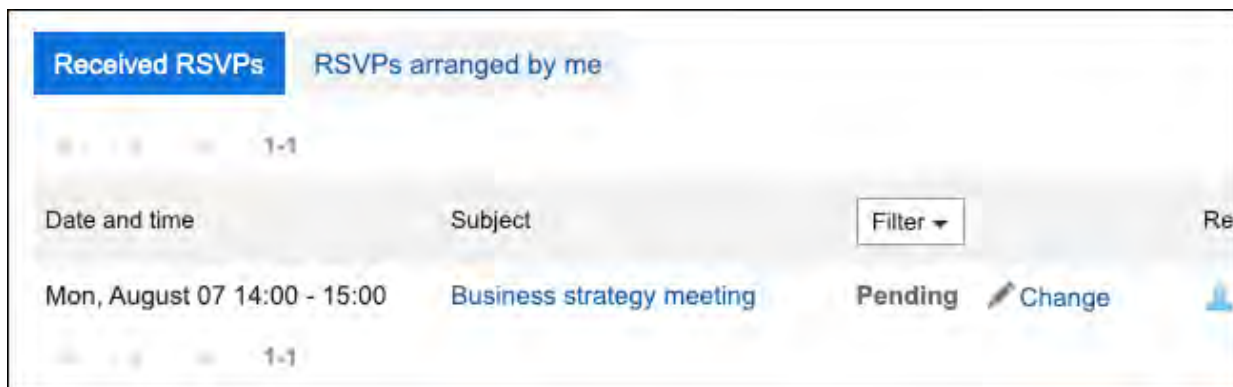 Received RSVPs RSVPs arranged by me
1-1
Date and time Subject Filter Re
Mon, August 07 14:00 - 15:00 Business strategy meeting Pending Change
1-1